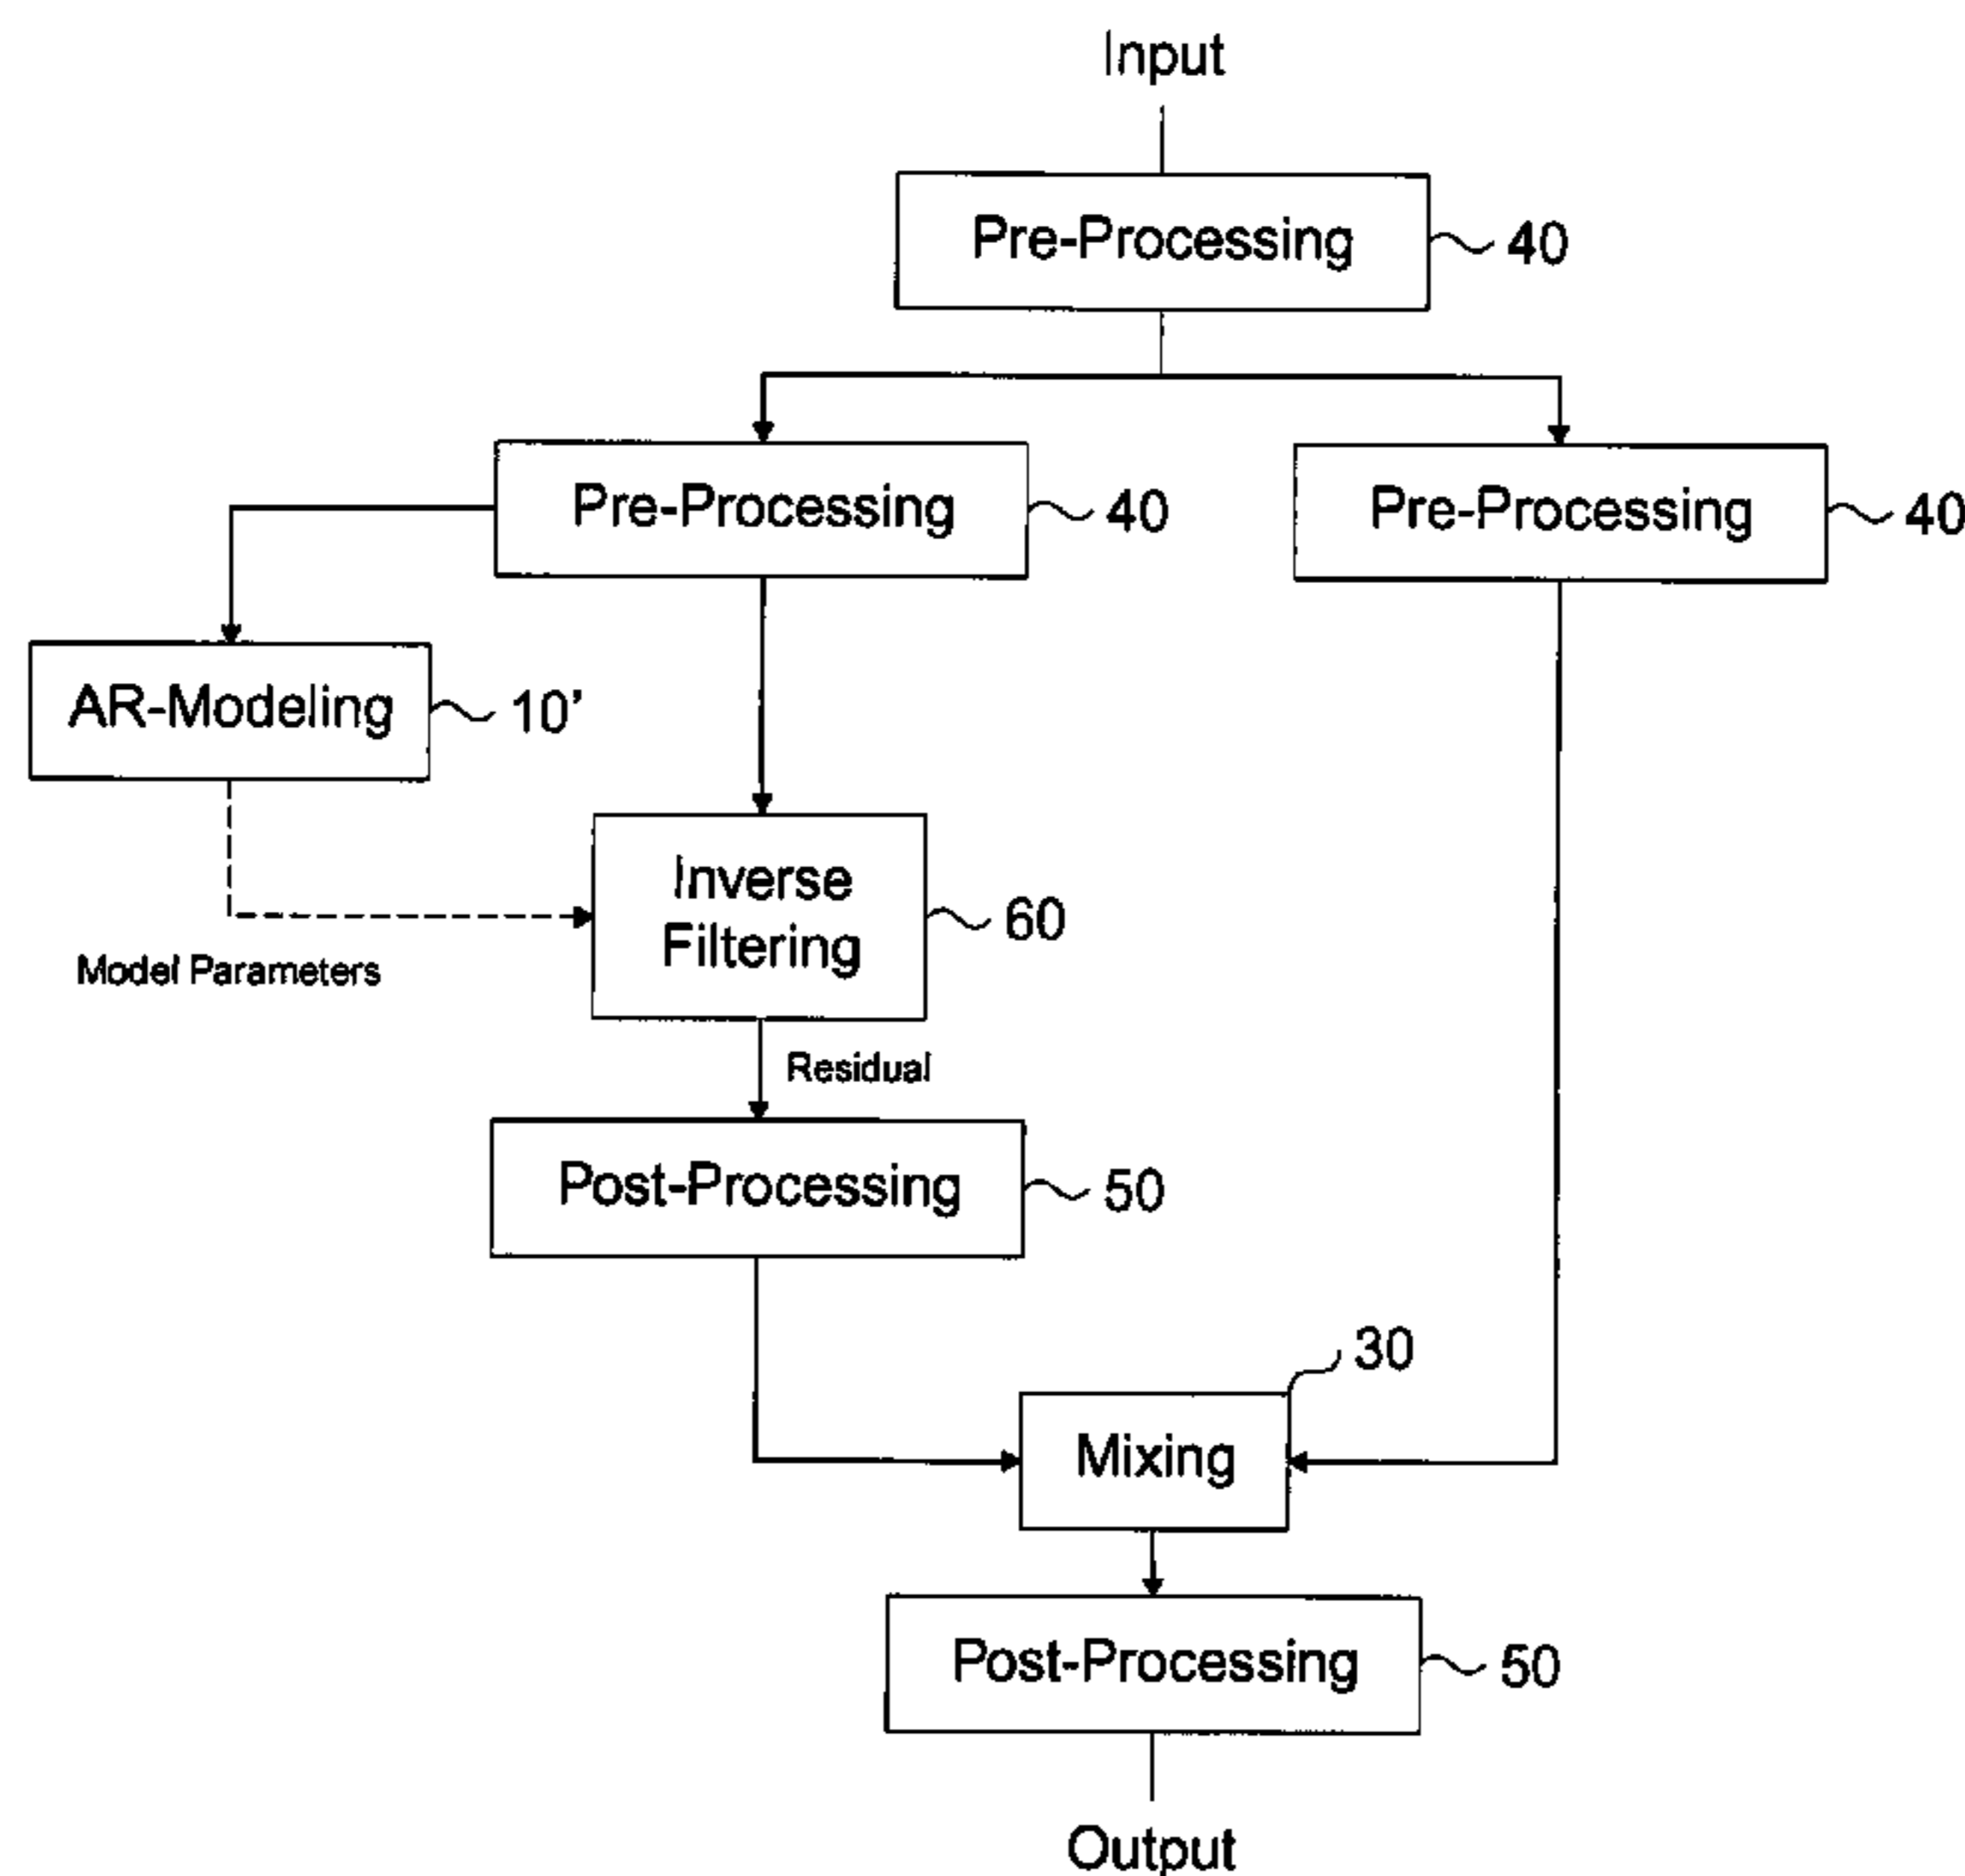 Input
Pre-Processing 40
Pre-Processing 40
Pre-Processing 40
AR-Modeling 10’
Inverse
Filtering
60
Model Parameters
Residual
Post-Processing 50
30
Mixing
Post-Processing 50
Output